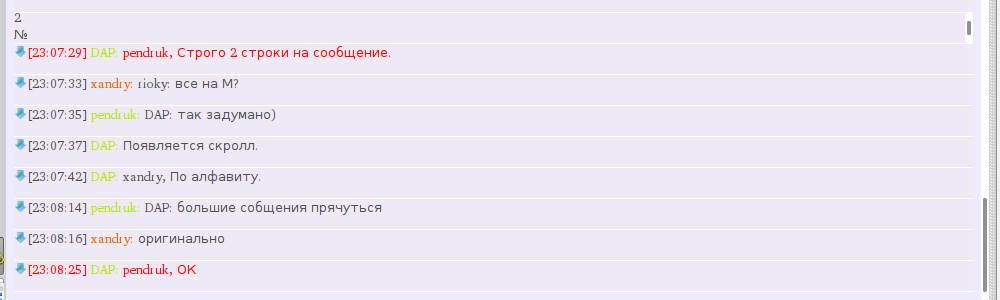 2
№
[23:07:29] DAP: pendruk, Строго 2 строки на сообщение.
[23:07:33] xandry: rioky: все на М?
[23:07:35] pendruk: DAP: так задумано)
[23:07:37] DAP: Появляется скролл.
[23:07:42] DAP: xandry, По алфавиту.
[23:08:14] pendruk: DAP: большие собщения прячуться
[23:08:16] xandry: оригинально
[23:08:25] DAP: pendruk, OK